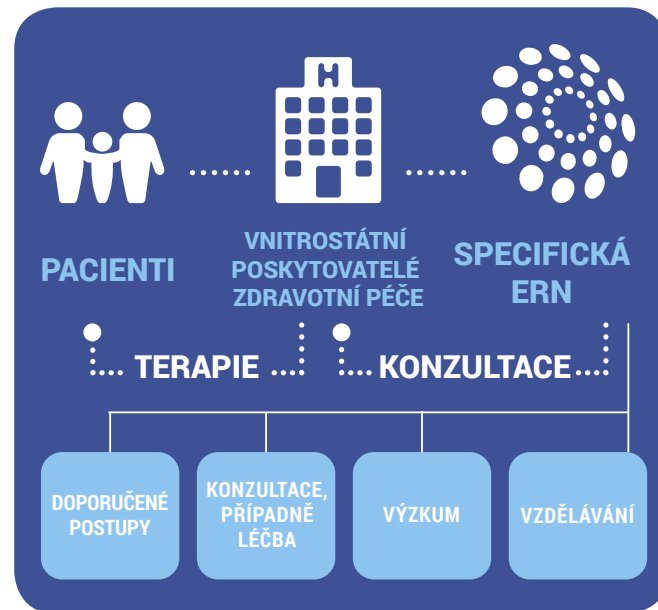 H
PACIENTI
VNITROSTÁTNÍ
POSKYTOVATELÉ
ZDRAVOTNÍ PÉČE
SPECIFICKÁ
ERN
TERAPIE
KONZULTACE
DOPORUČENÉ
POSTUPY
KONZULTACE,
PŘÍPADNĚ
LÉČBA
VÝZKUM
VZDĚLÁVÁNÍ